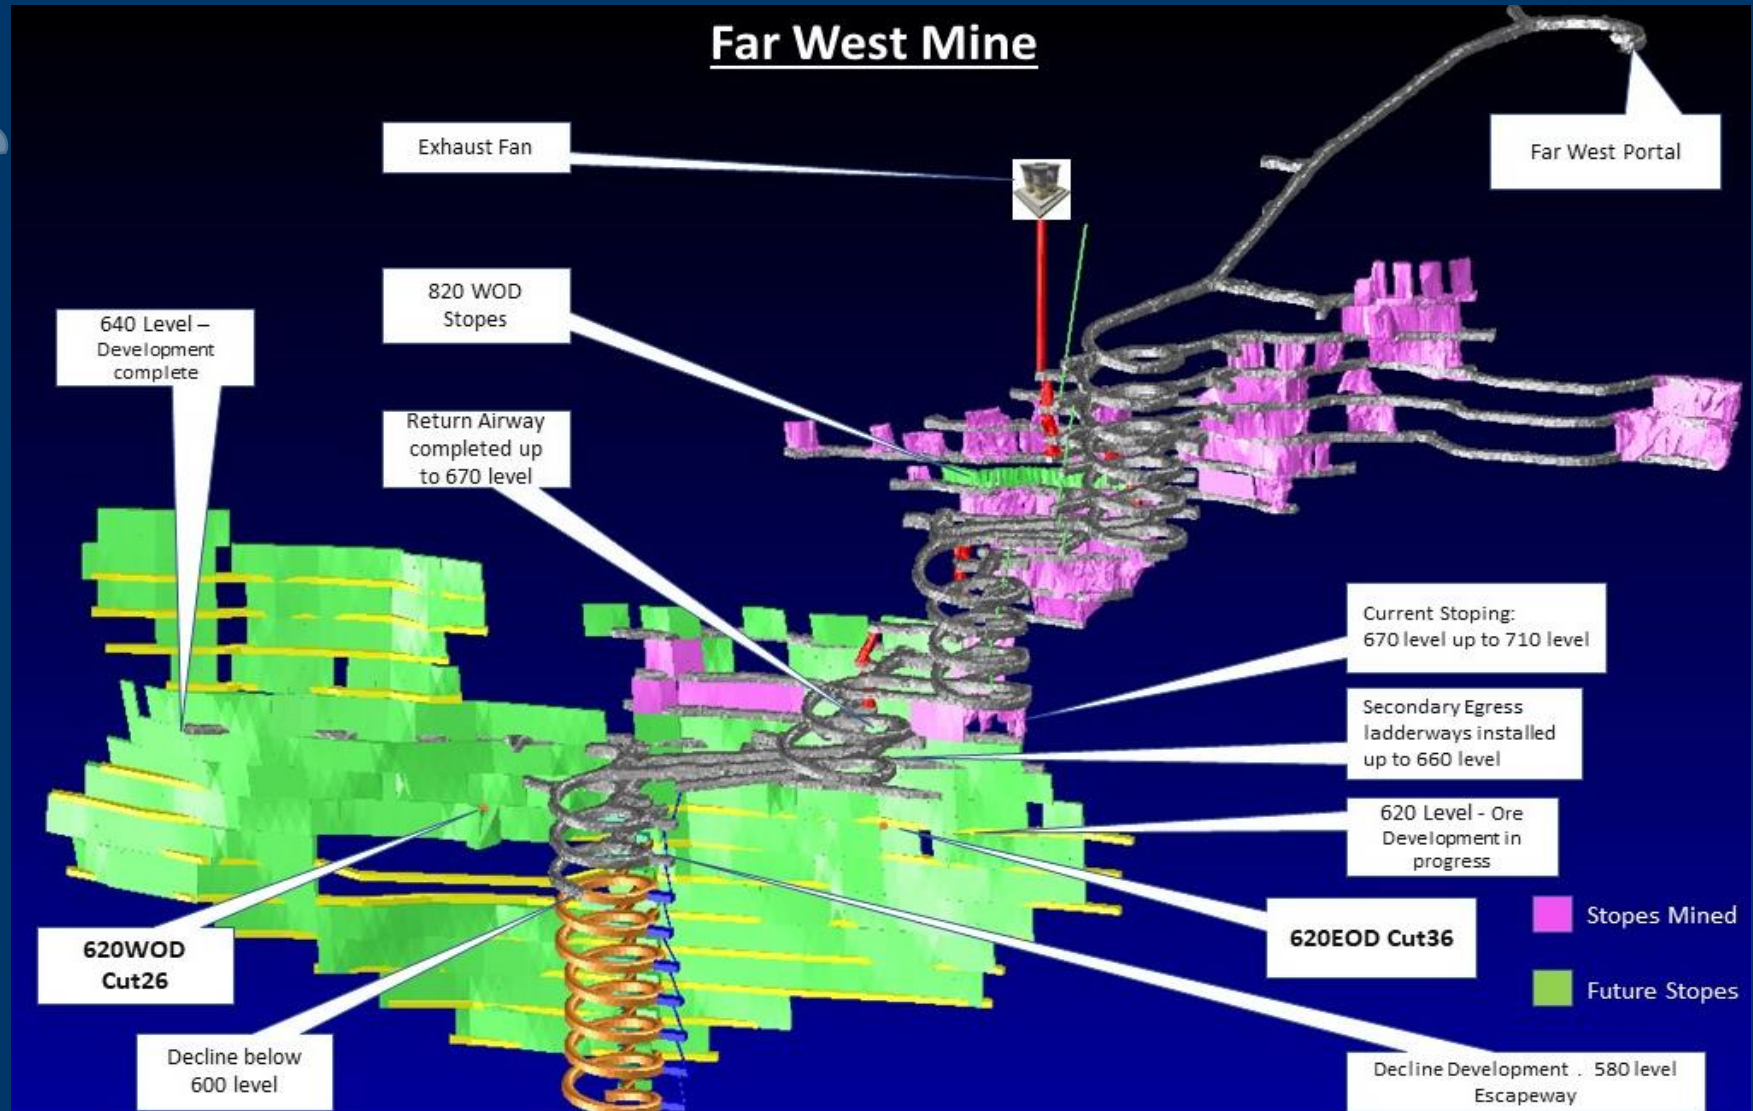 Far West Mine
Exhaust Fan
Far West Portal
820 WOD
Stopes
640 Level –
Development
complete
Return Airway
completed up
to 670 level
Current Stoping:
670 level up to 710 level
Secondary Egress
ladderways installed
up to 660 level
620 Level - Ore
Development in
progress
620WOD
Cut26
620EOD Cut36
Stopes Mined
Future Stopes
Decline below
600 level
Decline Development . 580 level
Escapeway